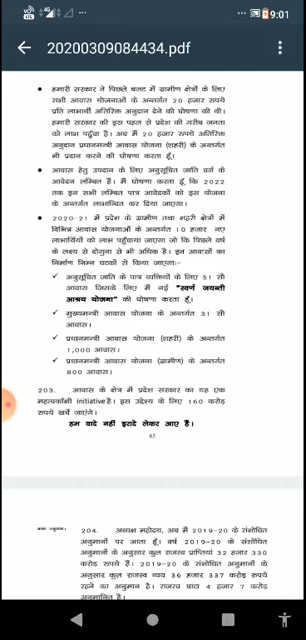 9:01
20200309084434.pdf
हमारी सरकार ने पिछले बजट में ग्रामीण क्षेत्रों के लिए
सभी आवास योजनाओं के अन्तर्गत 20 हजार रूपये
प्रति लाभार्थी अतिरिक्त अनुदान देने की घोषणा की थी।
हमारी सरकार की इस पहल से प्रदेश की गरीब जनता
को लाभ पहुँचा है। अब मैं 20 हजार रूपये अतिरिक्त
अनुदान प्रधानमन्त्री आवास योजना (शहरी) के अन्तर्गत
भी प्रदान करने की घोषणा करता हूँ।
आवास हेतु उपदान के लिए अनुसूचित जाति वर्ग के
आवेदन लम्बित हैं। मैं घोषणा करता हूँ कि 2022
तक इन सभी लम्बित पात्र आवेदकों को इस योजना
के अन्तर्गत लाभान्वित कर दिया जाएगा।
2020-21 में प्रदेश के ग्रामीण तथा शहरी क्षेत्रों में
विभिन्न आवास योजनाओं के अन्तर्गत 10 हजार नए
लाभार्थियों को लाभ पहुँचाया जाएगा जो कि पिछले वर्ष
के लक्ष्य से दोगुना से भी अधिक है। इन आवासों का
निर्माण निम्न घटकों से किया जाएगा:-
अनुसूचित जाति के पात्र व्यक्तियों के लिए 51 सौ
आवास जिसके लिए मैं नई "स्वर्ण जयन्ती
आश्रय योजना" की घोषणा करता हूँ।
मुख्यमन्त्री आवास योजना के अन्तर्गत 31 सौ
आवास।
प्रधानमन्त्री आवास योजना (शहरी) के अन्तर्गत
1,000 आवास।
प्रधानमन्त्री आवास योजना (ग्रामीण) के अन्तर्गत
800 आवास।
203. आवास के क्षेत्र में प्रदेश सरकार का यह एक
महत्वकाँक्षी initiative है। इस उद्देश्य के लिए 160 करोड़
रूपये खर्चे जाएंगे।
हम वादे नहीं इरादे लेकर आए हैं।
65
204. अध्यक्ष महोदय, अब मैं 2019-20 के संशोधित
अनुमानों पर आता हूँ। वर्ष 2019-20 के संशोधित
अनुमानों के अनुसार कुल राजस्व प्राप्तियां 32 हजार 330
करोड़ रूपये हैं। 2019-20 के संशोधित अनुमानों के
अनुसार कुल राजस्व व्यय 36 हजार 337 करोड़ रूपये
रहने का अनुमान है। राजस्व घाटा 4 हजार 7 करोड़
अनुमानित है।